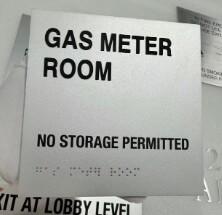 GAS METER
ROOM
NO STORAGE PERMITTED
XIT AT LOBBY LEVEL